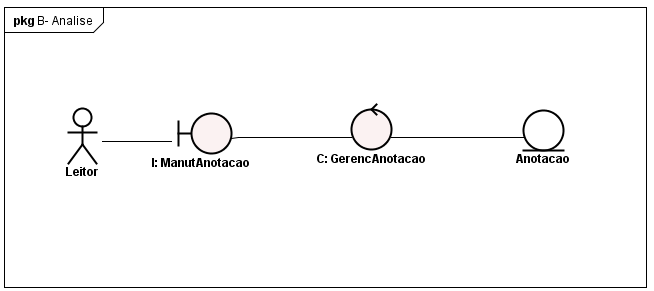 pkg B- Analise
Leitor
I: ManutAnotacao
C: GerencAnotacao
Anotacao